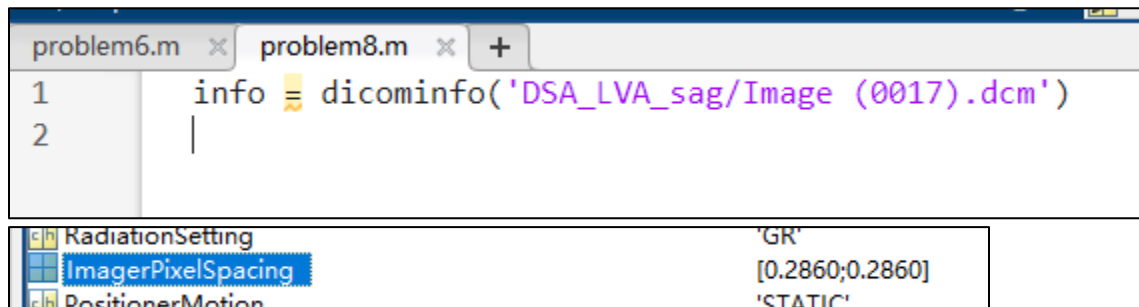 problem6.m × problem8.m × +
1 info = dicominfo('DSA_LVA_sag/Image (0017).dcm')
2
RadiationSetting 'GR'
ImagerPixelSpacing [0.2860;0.2860]
PositionerMotion 'STATIC'